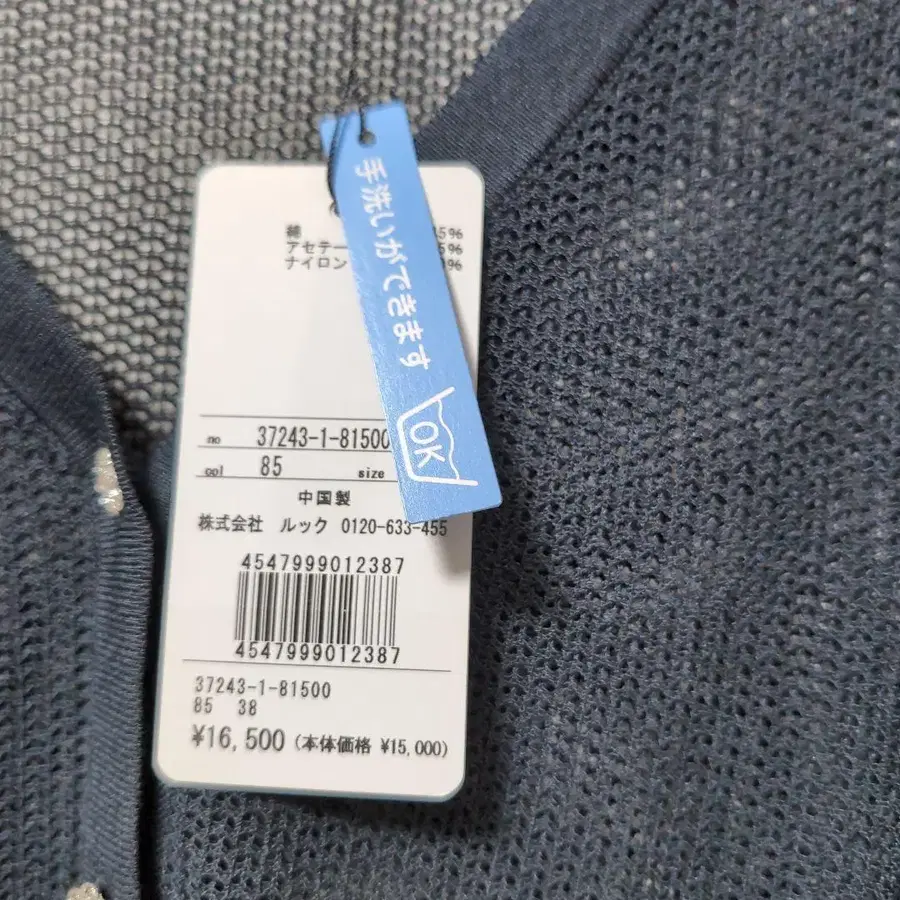 手洗いができます
OK
綿 5%
アセテー 5%
ナイロン %
no 37243-1-81500
col 85 size
中国製
株式会社 ルック 0120-633-455
4547999012387
4547999012387
37243-1-81500
85 38
¥16,500 (本体価格 ¥15,000)